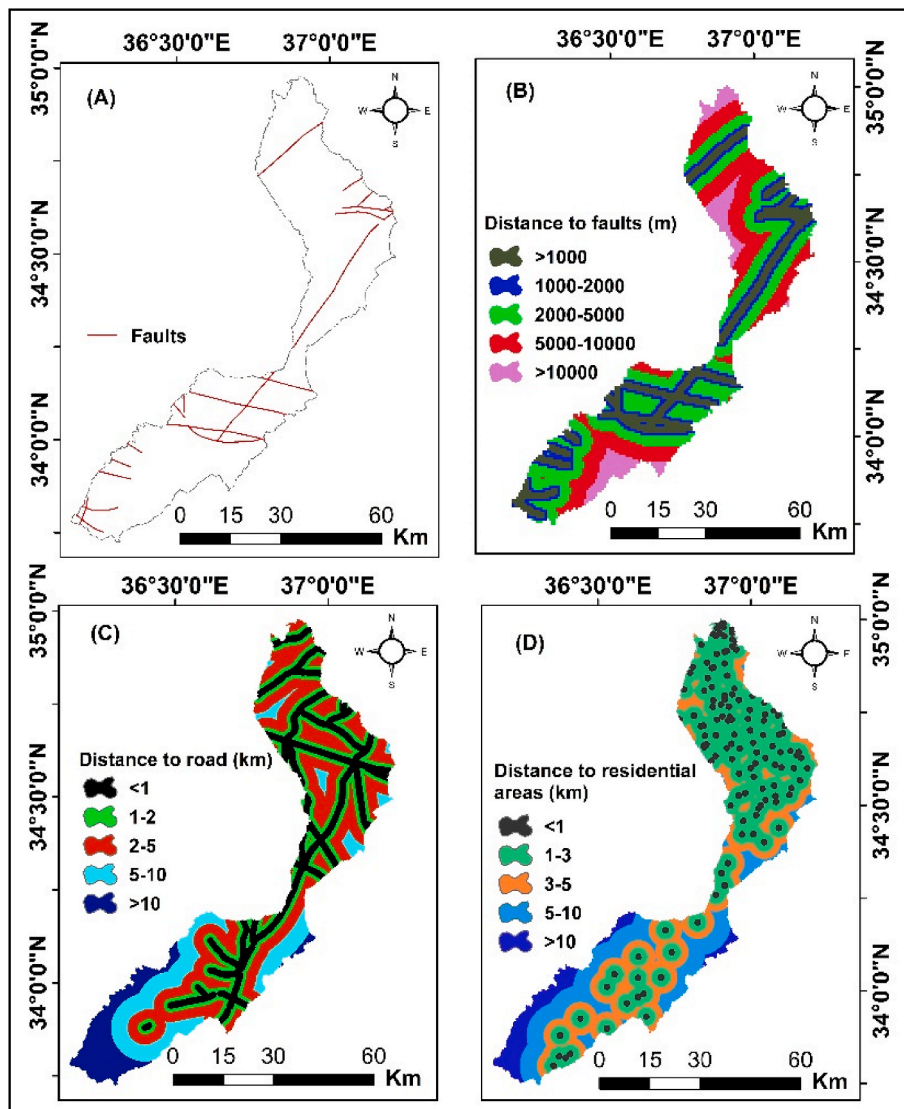 36°30'0"E 37°0'0"E
35°0'0"N
34°30'0"N
34°0'0"N
(A)
N
W E
S
Faults
0 15 30 60
Km
36°30'0"E 37°0'0"E
35°0'0"N
34°30'0"N
34°0'0"N
(B)
N
W E
S
Distance to faults (m)
>1000
1000-2000
2000-5000
5000-10000
>10000
0 15 30 60
Km
36°30'0"E 37°0'0"E
35°0'0"N
34°30'0"N
34°0'0"N
(C)
N
W E
S
Distance to road (km)
<1
1-2
2-5
5-10
>10
0 15 30 60
Km
36°30'0"E 37°0'0"E
35°0'0"N
34°30'0"N
34°0'0"N
(D)
N
W E
S
Distance to residential
areas (km)
<1
1-3
3-5
5-10
>10
0 15 30 60
Km